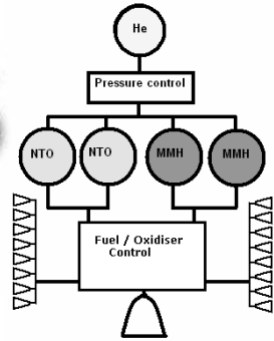 He
Pressure control
NTO
NTO
MMH
MMH
Fuel / Oxidiser
Control